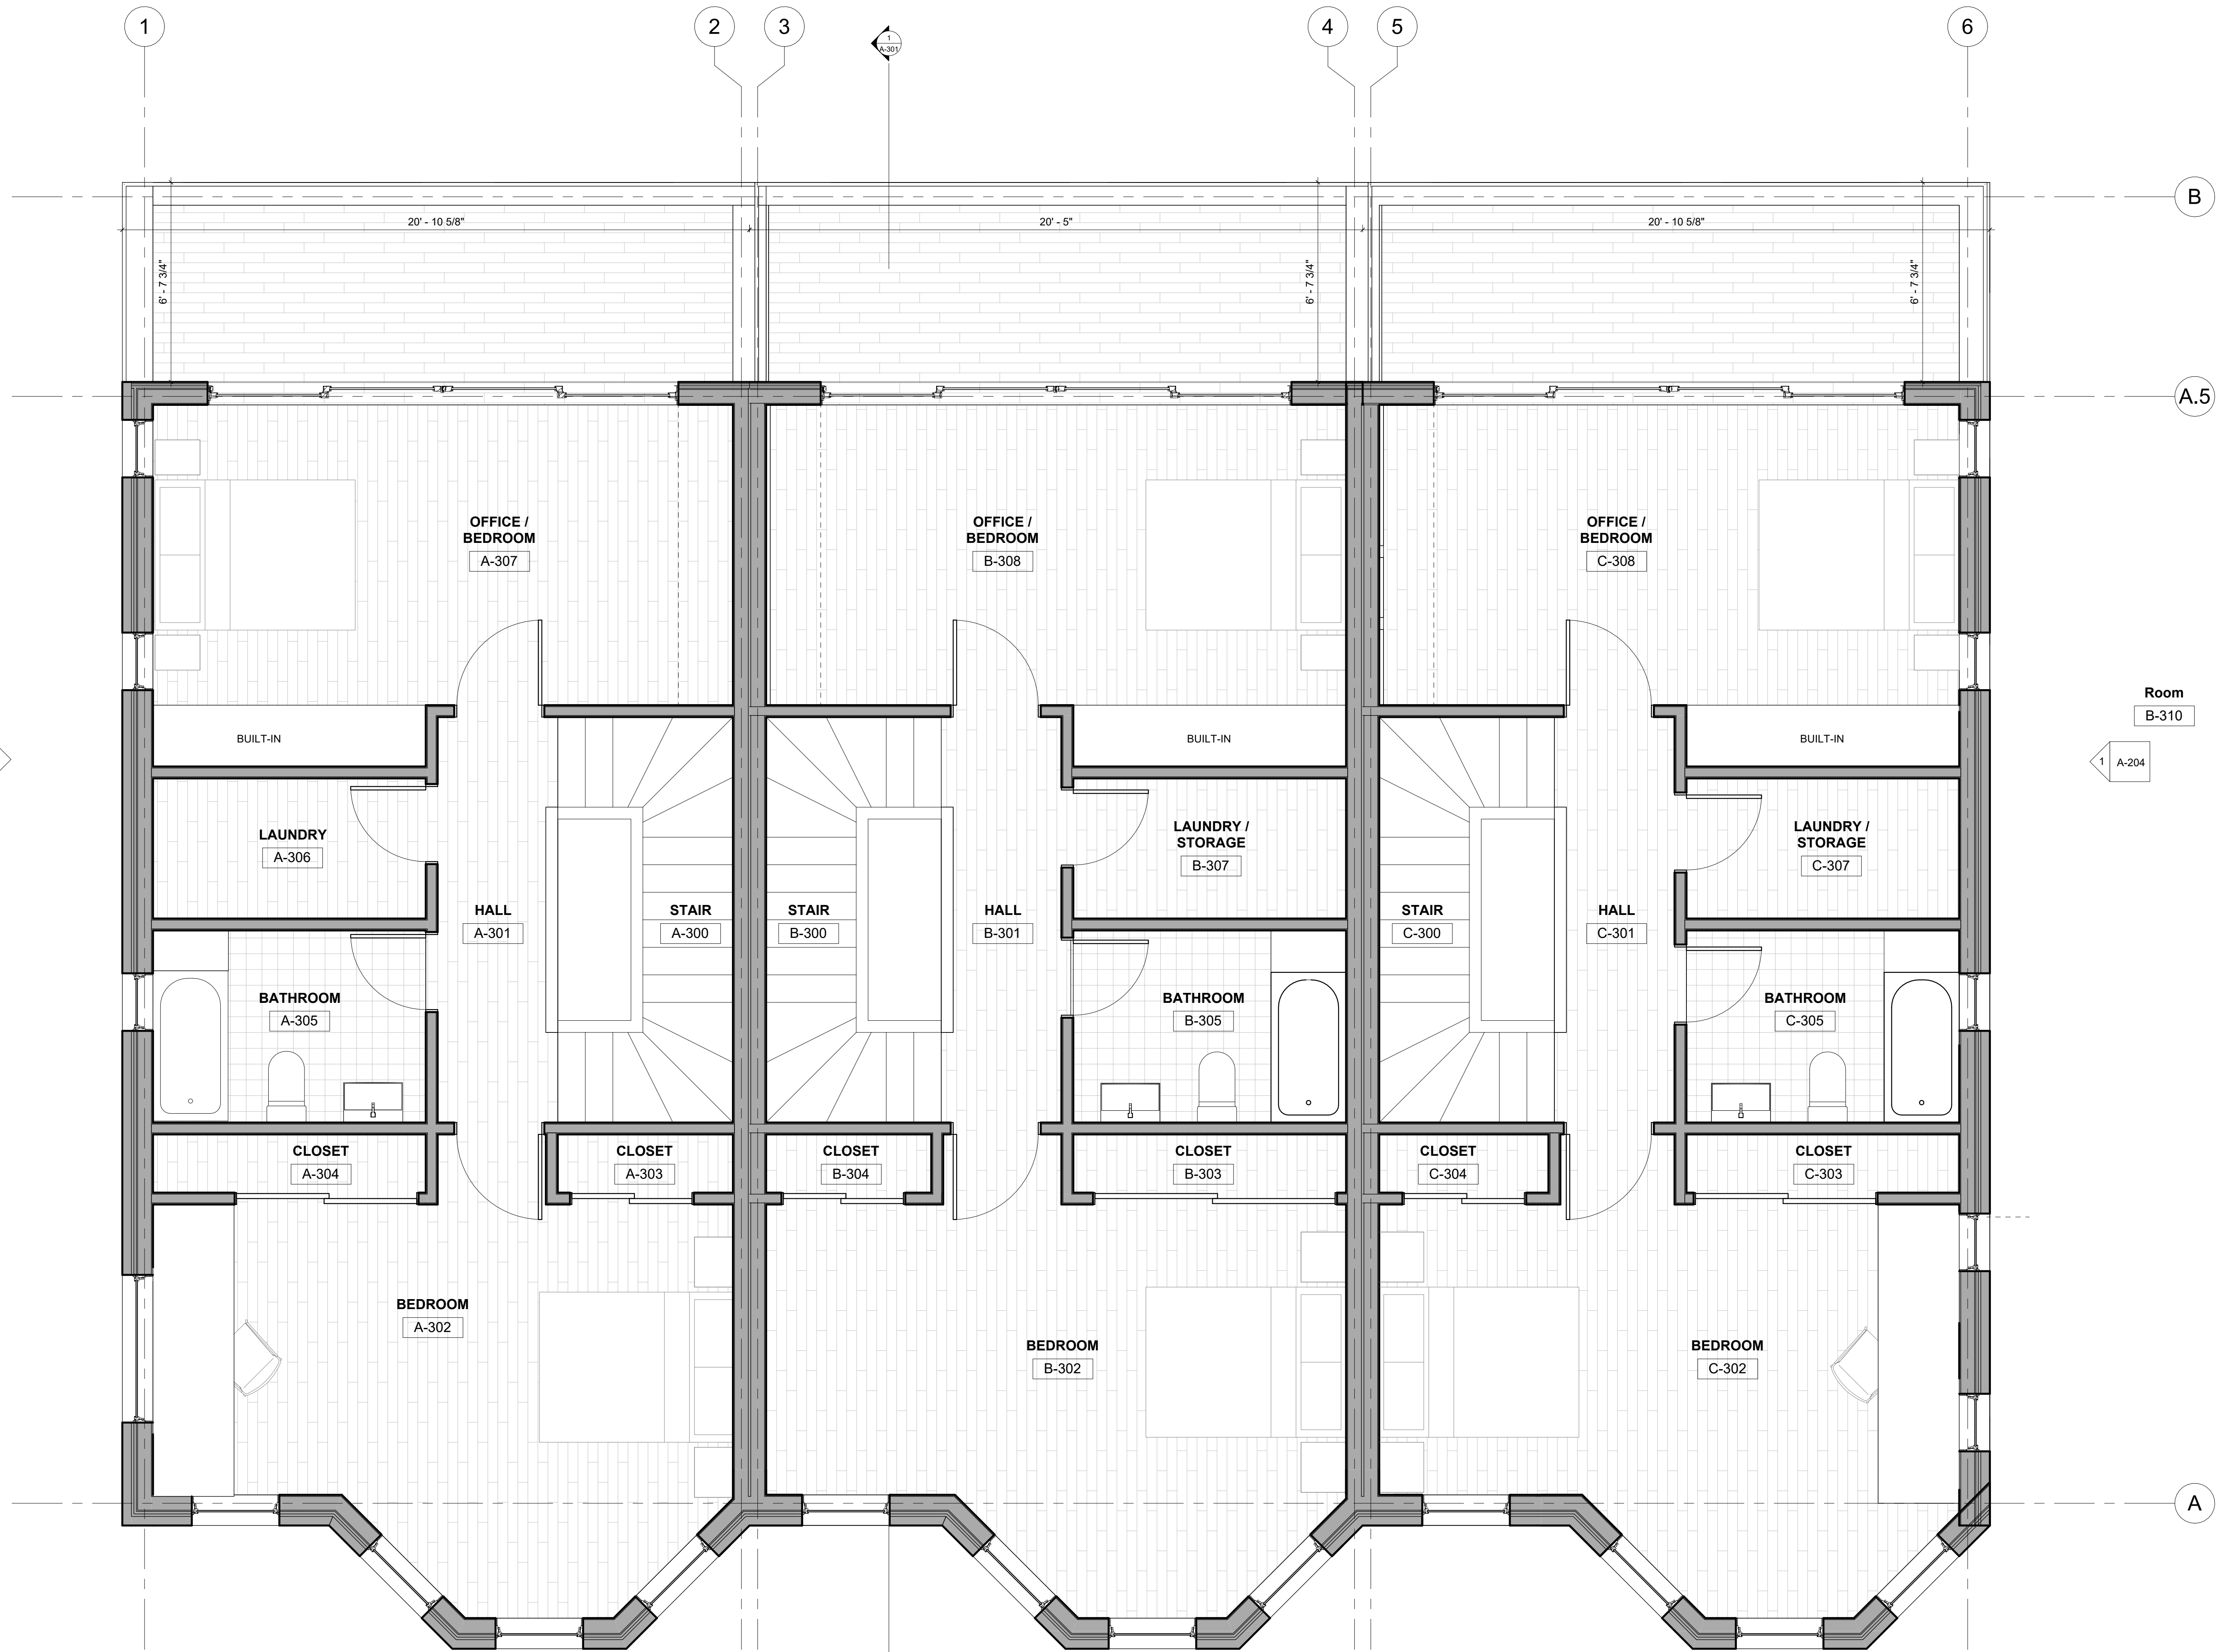 1
2
3
4
5
6
1
A-301
B
20' - 10 5/8"
20' - 5"
20' - 10 5/8"
6' - 7 3/4"
6' - 7 3/4"
6' - 7 3/4"
A.5
OFFICE /
BEDROOM
A-307
OFFICE /
BEDROOM
B-308
OFFICE /
BEDROOM
C-308
Room
B-310
BUILT-IN
BUILT-IN
BUILT-IN
1
A-204
LAUNDRY
A-306
LAUNDRY /
STORAGE
B-307
LAUNDRY /
STORAGE
C-307
HALL
A-301
STAIR
A-300
STAIR
B-300
HALL
B-301
STAIR
C-300
HALL
C-301
BATHROOM
A-305
BATHROOM
B-305
BATHROOM
C-305
CLOSET
A-304
CLOSET
A-303
CLOSET
B-304
CLOSET
B-303
CLOSET
C-304
CLOSET
C-303
BEDROOM
A-302
BEDROOM
B-302
BEDROOM
C-302
A